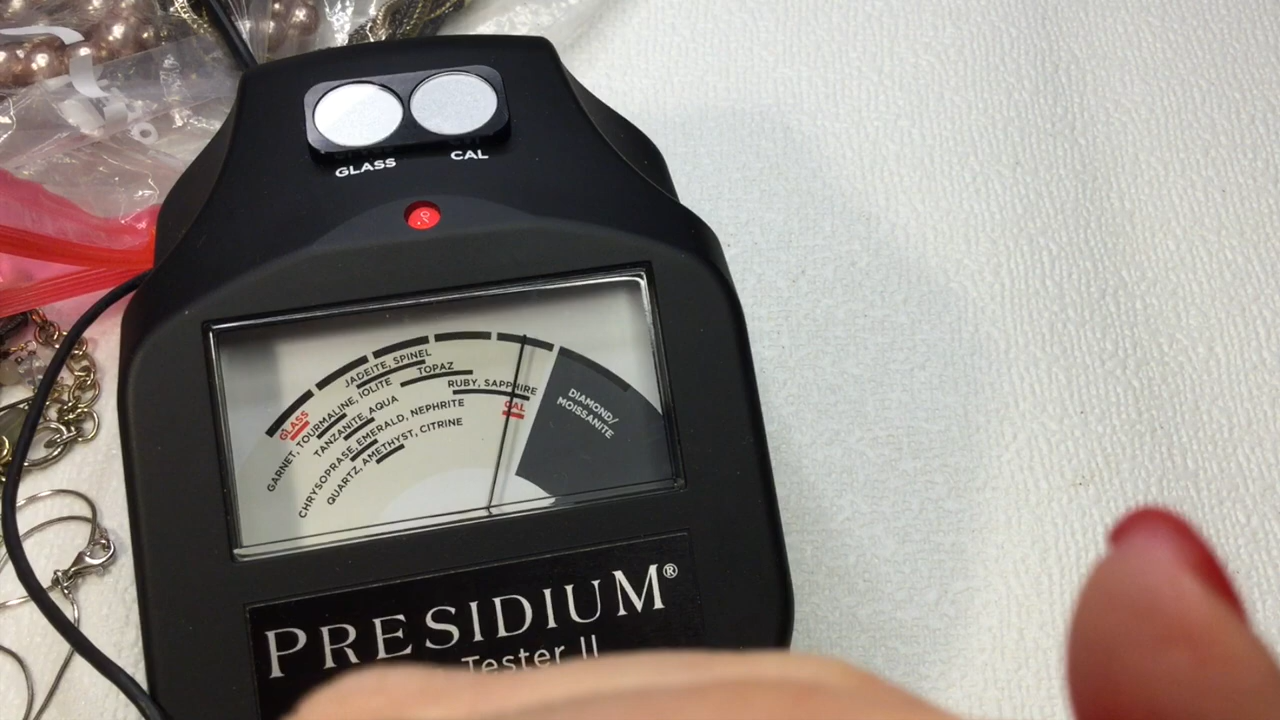 GLASS
CAL
GLASS
JADEITE, SPINEL
TOPAZ
RUBY, SAPPHIRE
CAL
GARNET, TOURMALINE, IOLITE
TANZANITE, AQUA
CHRYSOPRASE, EMERALD, NEPHRITE
QUARTZ, AMETHYST, CITRINE
DIAMOND/
MOISSANITE
PRESIDIUM®
Tester II